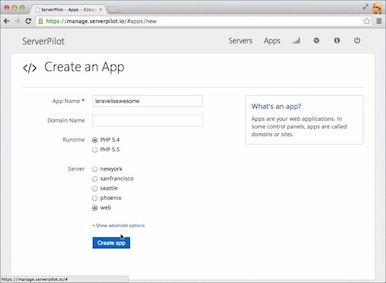 ServerPilot - Apps - Create
https://manage.serverpilot.io/#apps/new
ServerPilot
Servers Apps
</> Create an App
App Name * laravelisawesome
Domain Name
Runtime PHP 5.4
PHP 5.5
Server newyork
sanfrancisco
seattle
phoenix
web
+ Show advanced options
Create app
What's an app?
Apps are your web applications. In
some control panels, apps are called
domains or sites.
https://manage.serverpilot.io/#